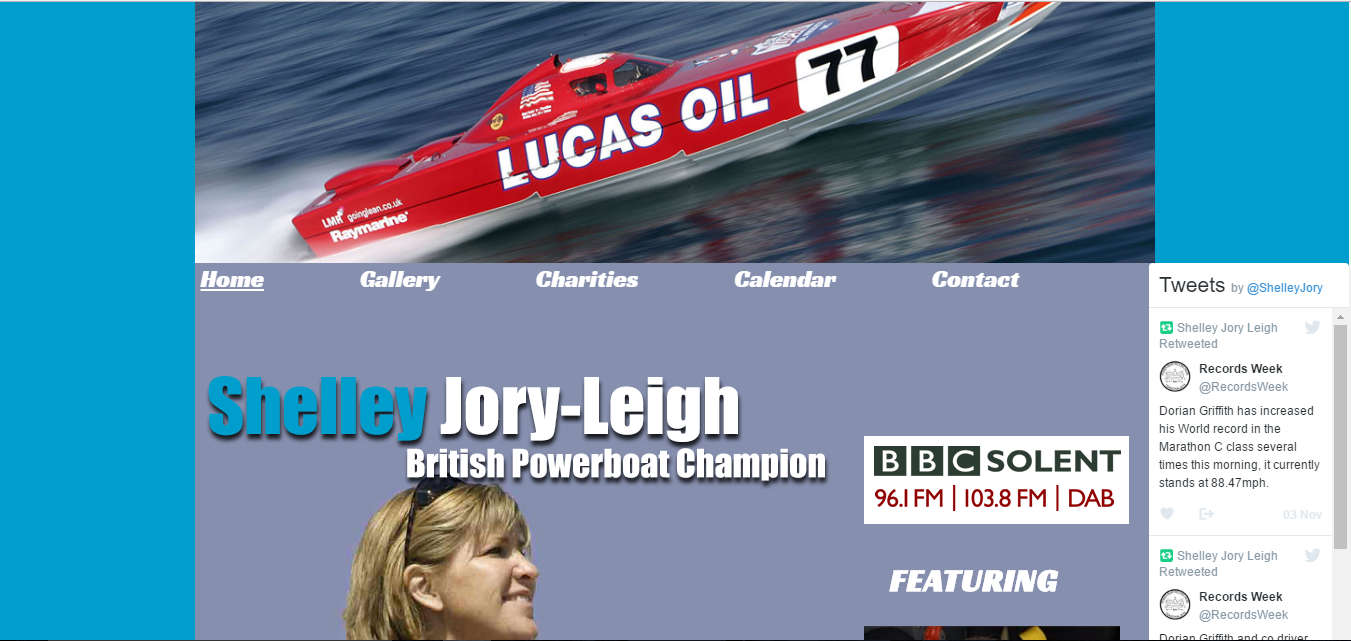 77
LUCAS OIL
LMR goinglean.co.uk
Raymarine
Home Gallery Charities Calendar Contact
Shelley Jory-Leigh
British Powerboat Champion
BBC SOLENT
96.1 FM | 103.8 FM | DAB
FEATURING
Tweets by @ShelleyJory
Shelley Jory Leigh
Retweeted
Records Week
@RecordsWeek
Dorian Griffith has increased
his World record in the
Marathon C class several
times this morning, it currently
stands at 88.47mph.
03 Nov
Shelley Jory Leigh
Retweeted
Records Week
@RecordsWeek
Dorian Griffith and co driver